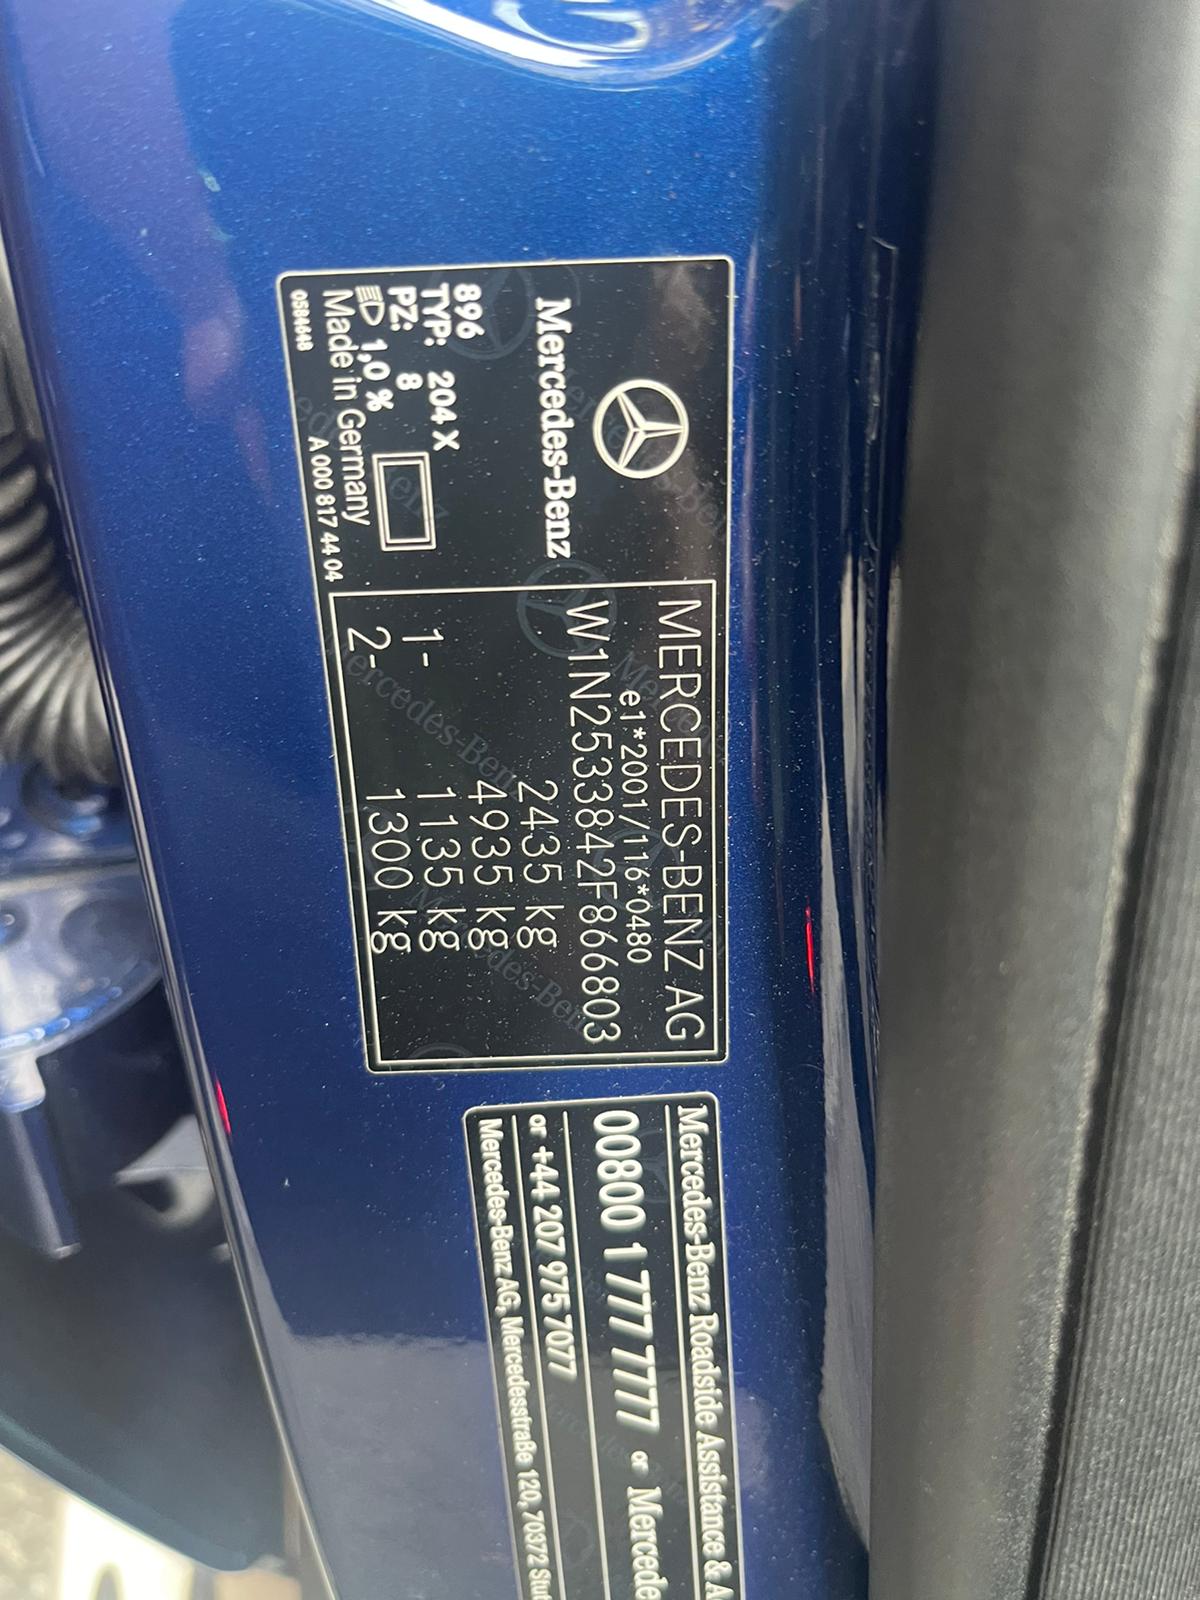 Mercedes-Benz
896
TYP: 204 X
PZ: 8
1,0 %
Made in Germany
0584648
A 000 817 44 04
MERCEDES-BENZ AG
e1*2001/116*0480
W1N2533842F866803
2435 kg
4935 kg
1- 1135 kg
2- 1300 kg
Mercedes-Benz Roadside Assistance &
00800 1 777 7777 or
or +44 207 975 7077
Mercedes-Benz AG, Mercedesstraße 120, 70372